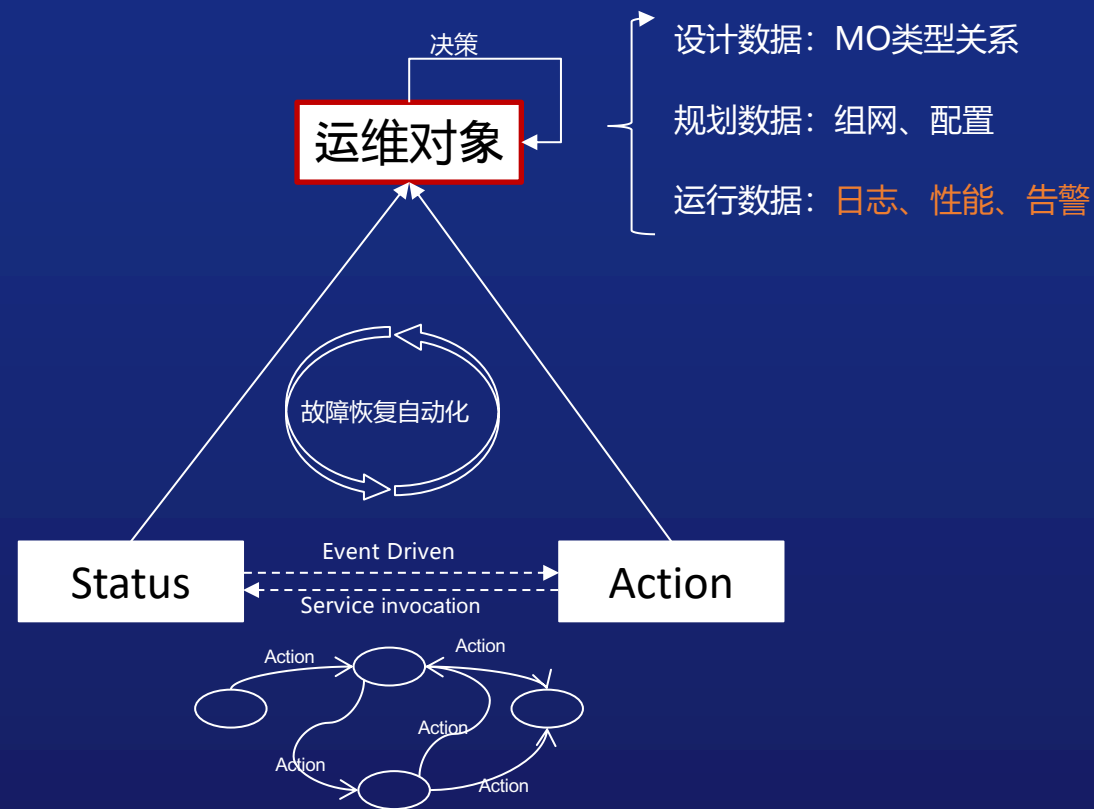 决策
运维对象
设计数据：MO类型关系
规划数据：组网、配置
运行数据：日志、性能、告警
故障恢复自动化
Status
Event Driven
Service invocation
Action
Action
Action
Action
Action
Action